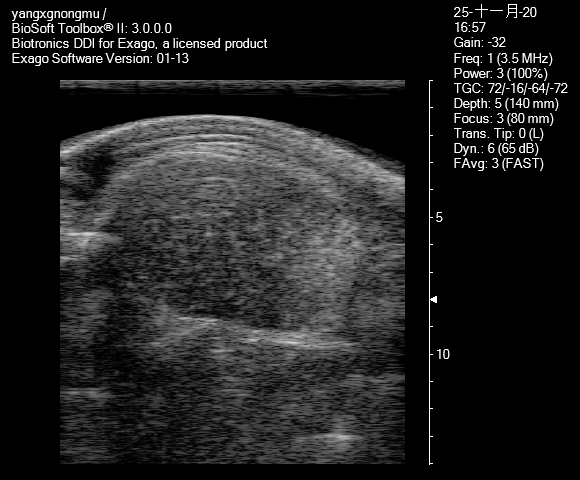 yangxgnongmu /
BioSoft Toolbox® II: 3.0.0.0
Biotronics DDI for Exago, a licensed product
Exago Software Version: 01-13
25-十一月-20
16:57
Gain: -32
Freq: 1 (3.5 MHz)
Power: 3 (100%)
TGC: 72/-16/-64/-72
Depth: 5 (140 mm)
Focus: 3 (80 mm)
Trans. Tip: 0 (L)
Dyn.: 6 (65 dB)
FAvg: 3 (FAST)
5
10